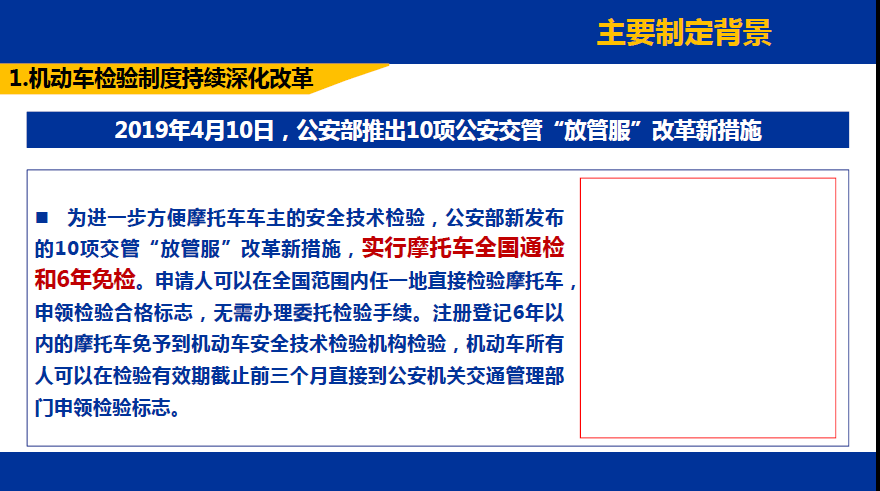 主要制定背景
1.机动车检验制度持续深化改革
2019年4月10日，公安部推出10项公安交管“放管服”改革新措施
■ 为进一步方便摩托车车主的安全技术检验，公安部新发布
的10项交管“放管服”改革新措施，实行摩托车全国通检
和6年免检。申请人可以在全国范围内任一地直接检验摩托车，
申领检验合格标志，无需办理委托检验手续。注册登记6年以
内的摩托车免予到机动车安全技术检验机构检验，机动车所有
人可以在检验有效期截止前三个月直接到公安机关交通管理部
门申领检验标志。